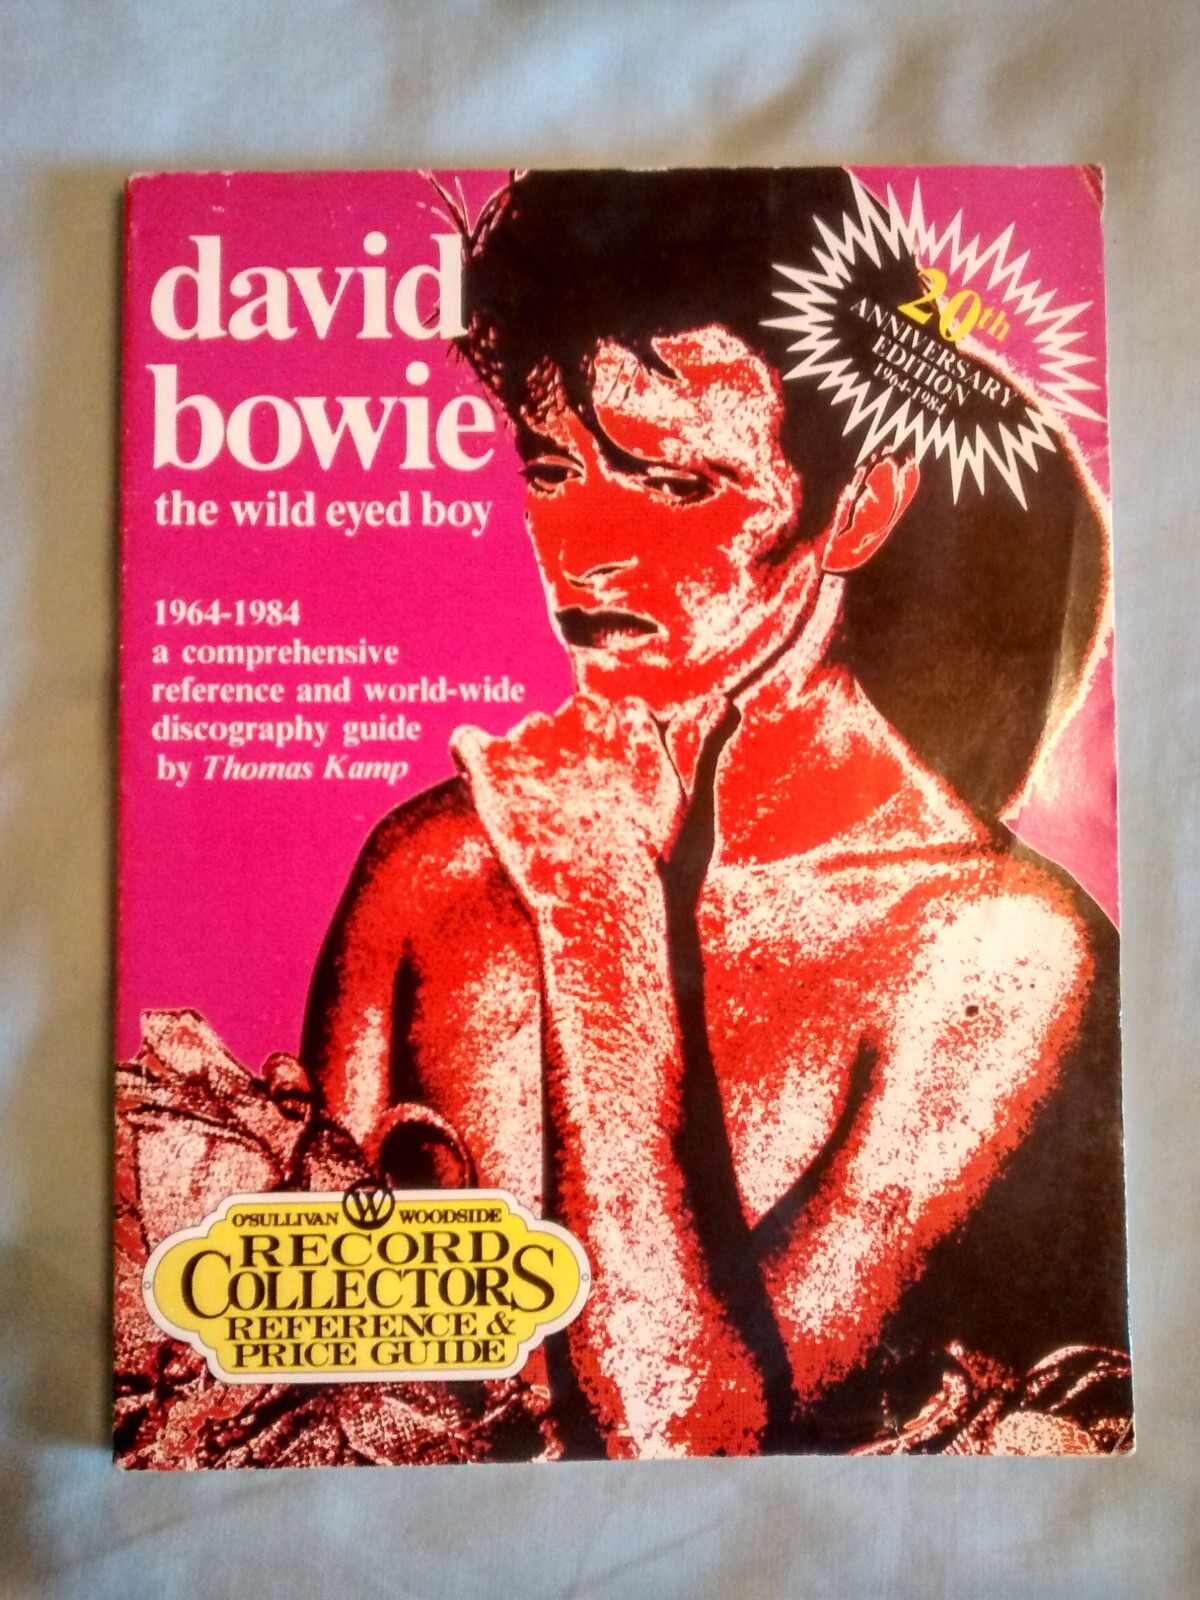 david
bowie
the wild eyed boy
1964-1984
a comprehensive
reference and world-wide
discography guide
by Thomas Kamp
20th
ANNIVERSARY
EDITION
1964-1984
O'SULLIVAN W WOODSIDE
RECORD
COLLECTORS
REFERENCE &
PRICE GUIDE